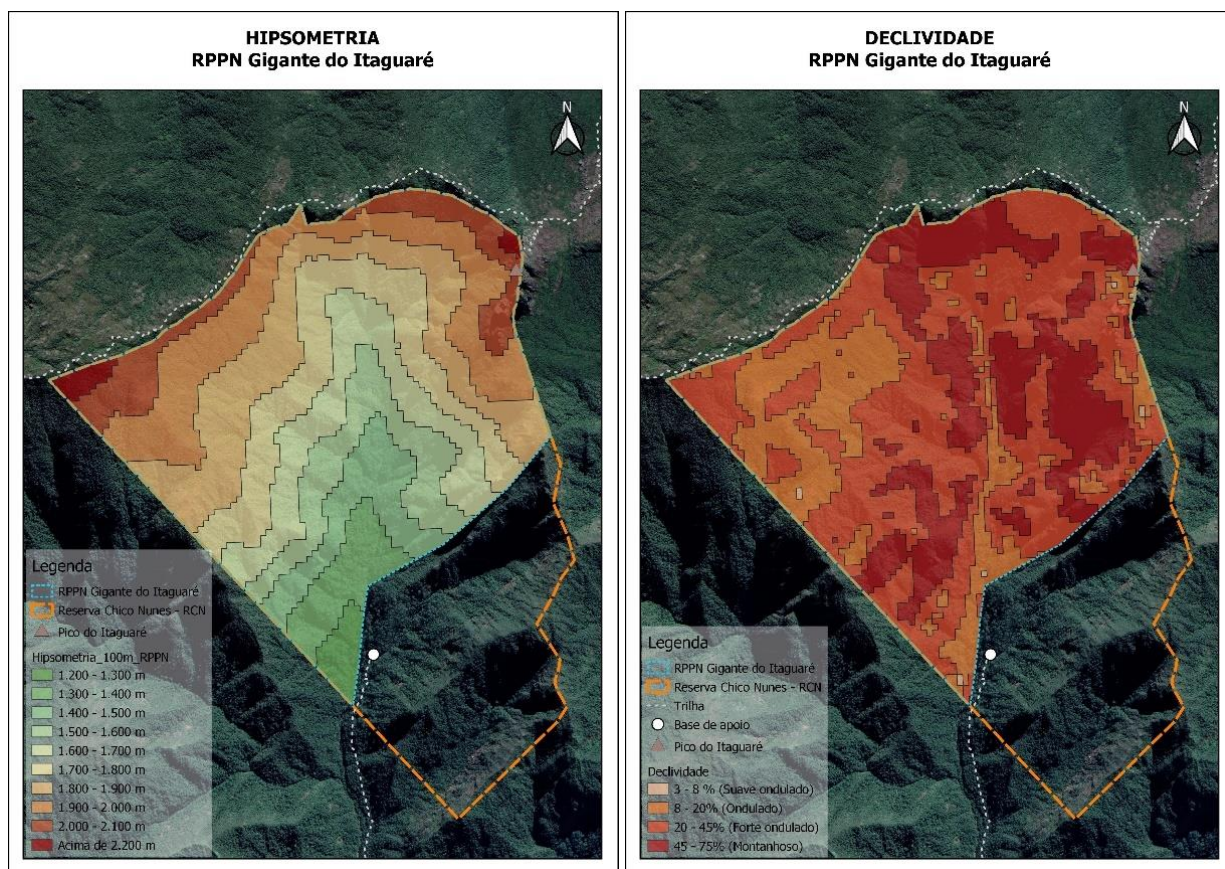 HIPSOMETRIA
RPPN Gigante do Itaguaré
N
Legenda
RPPN Gigante do Itaguaré
Reserva Chico Nunes - RCN
Pico do Itaguaré
Hipsometria_100m_RPPN
1.200 - 1.300 m
1.300 - 1.400 m
1.400 - 1.500 m
1.500 - 1.600 m
1.600 - 1.700 m
1.700 - 1.800 m
1.800 - 1.900 m
1.900 - 2.000 m
2.000 - 2.100 m
Acima de 2.200 m
DECLIVIDADE
RPPN Gigante do Itaguaré
N
Legenda
RPPN Gigante do Itaguaré
Reserva Chico Nunes - RCN
Trilha
Base de apoio
Pico do Itaguaré
Declividade
3 - 8 % (Suave ondulado)
8 - 20% (Ondulado)
20 - 45% (Forte ondulado)
45 - 75% (Montanhoso)